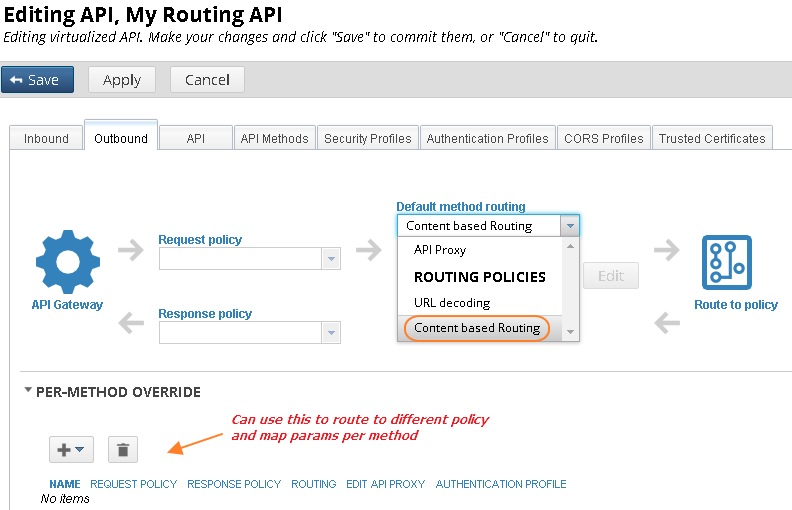 Editing API, My Routing API
Editing virtualized API. Make your changes and click "Save" to commit them, or "Cancel" to quit.
Save Apply Cancel
Inbound Outbound API API Methods Security Profiles Authentication Profiles CORS Profiles Trusted Certificates
Default method routing
Content based Routing
API Proxy
ROUTING POLICIES
URL decoding
Content based Routing
Request policy
Response policy
API Gateway
Edit
Route to policy
PER-METHOD OVERRIDE
Can use this to route to different policy
and map params per method
NAME REQUEST POLICY RESPONSE POLICY ROUTING EDIT API PROXY AUTHENTICATION PROFILE
No items